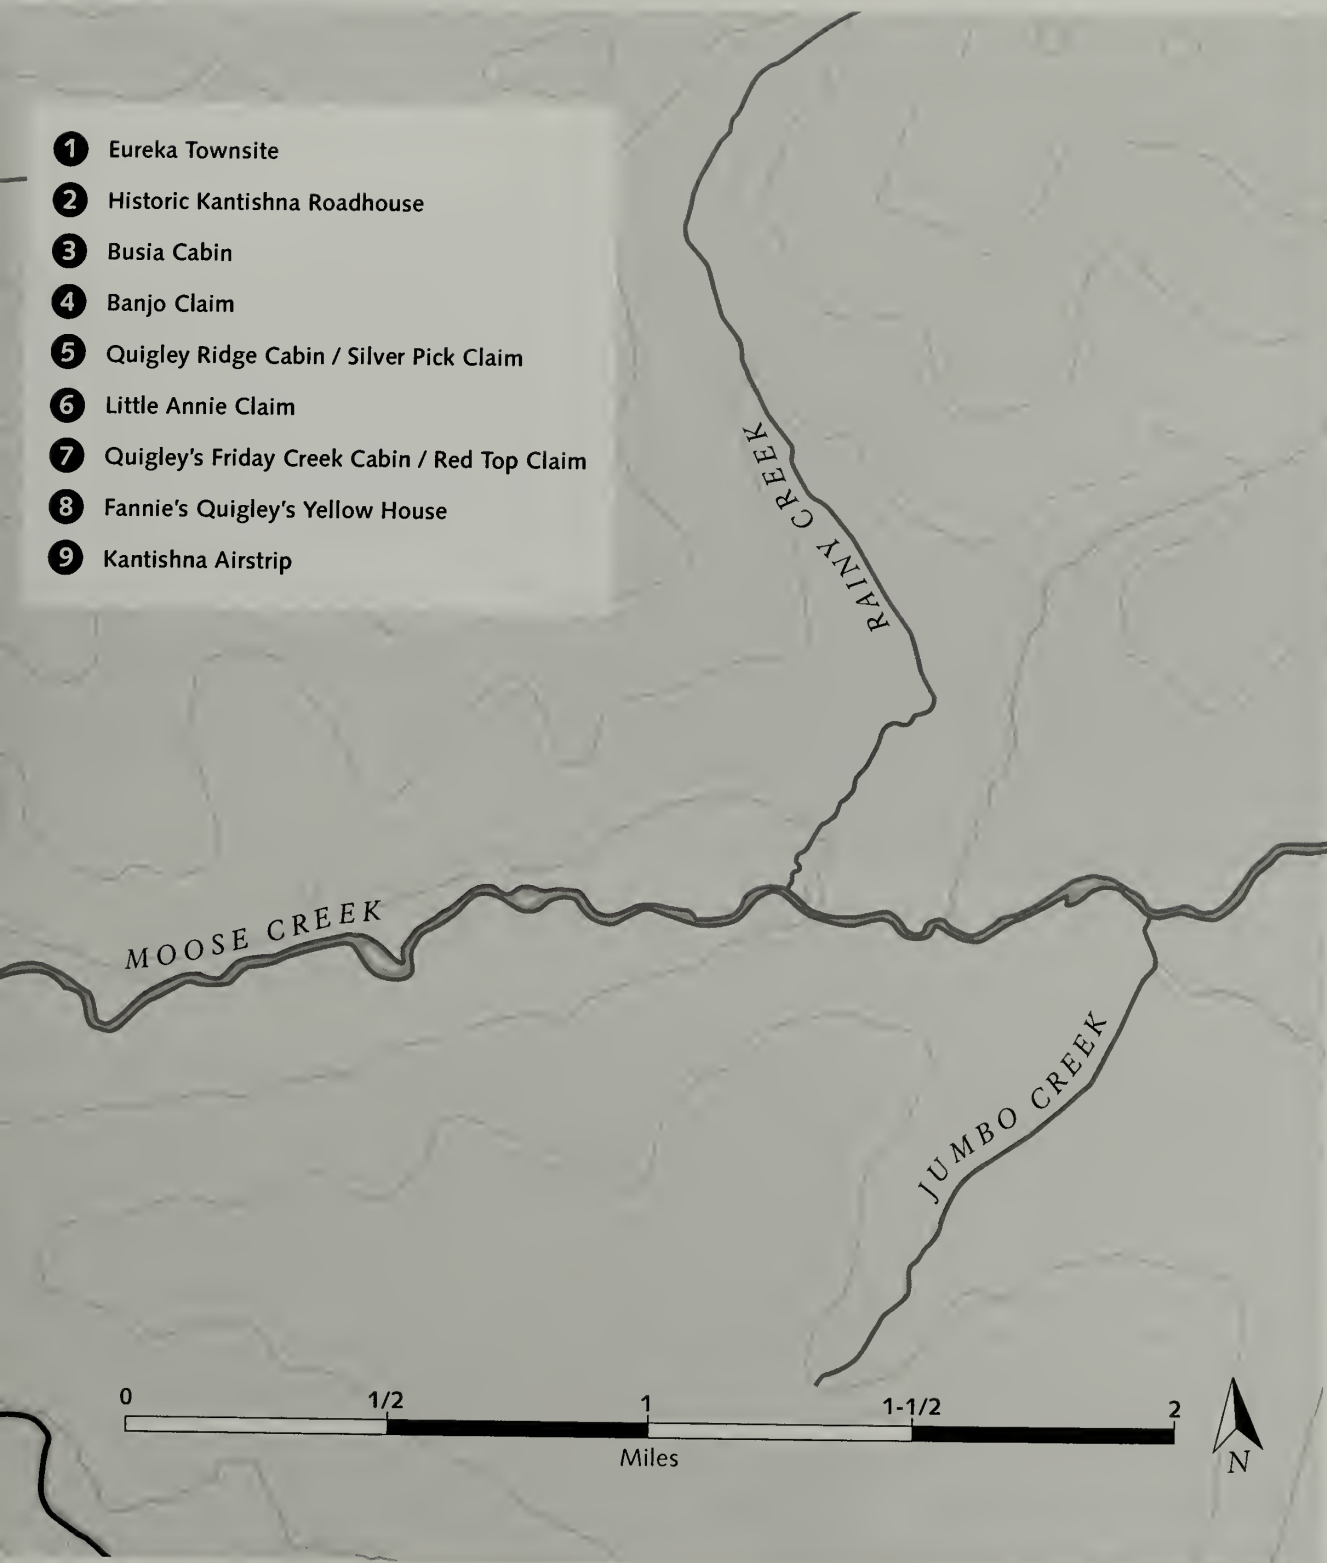 1 Eureka Townsite
2 Historic Kantishna Roadhouse
3 Busia Cabin
4 Banjo Claim
5 Quigley Ridge Cabin / Silver Pick Claim
6 Little Annie Claim
7 Quigley's Friday Creek Cabin / Red Top Claim
8 Fannie's Quigley's Yellow House
9 Kantishna Airstrip
RAINY CREEK
MOOSE CREEK
JUMBO CREEK
0 1/2 1 1-1/2 2
Miles
N